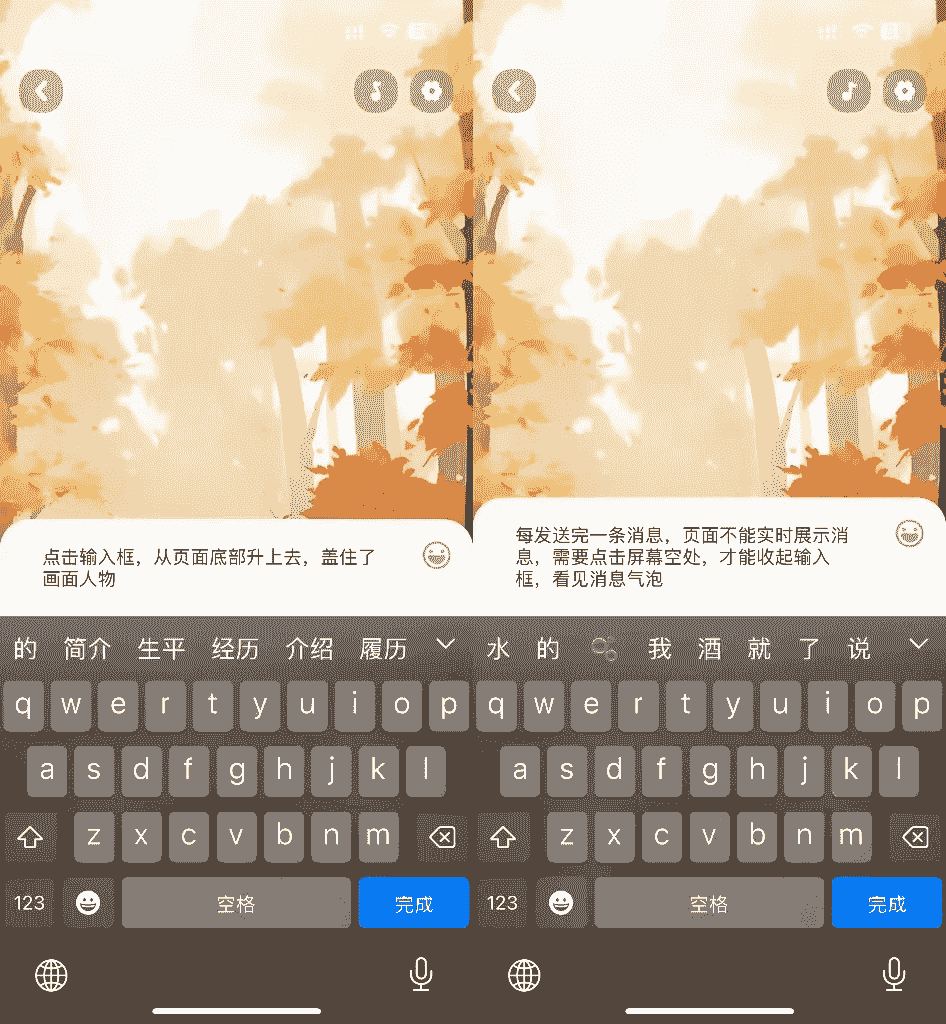 点击输入框，从页面底部升上去，盖住了
画面人物
的 简介 生平 经历 介绍 履历
q w e r t y u i o p
a s d f g h j k l
z x c v b n m
123 空格 完成
每发送完一条消息，页面不能实时展示消
息，需要点击屏幕空处，才能收起输入
框，看见消息气泡
水 的 我 酒 就 了 说
q w e r t y u i o p
a s d f g h j k l
z x c v b n m
123 空格 完成